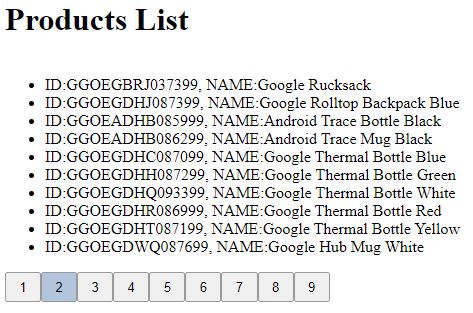 Products List
ID:GGOEGBRJ037399, NAME:Google Rucksack
ID:GGOEGDHJ087399, NAME:Google Rolltop Backpack Blue
ID:GGOEADHB085999, NAME:Android Trace Bottle Black
ID:GGOEADHB086299, NAME:Android Trace Mug Black
ID:GGOEGDHC087099, NAME:Google Thermal Bottle Blue
ID:GGOEGDHH087299, NAME:Google Thermal Bottle Green
ID:GGOEGDHQ093399, NAME:Google Thermal Bottle White
ID:GGOEGDHR086999, NAME:Google Thermal Bottle Red
ID:GGOEGDHT087199, NAME:Google Thermal Bottle Yellow
ID:GGOEGDWQ087699, NAME:Google Hub Mug White
1 2 3 4 5 6 7 8 9